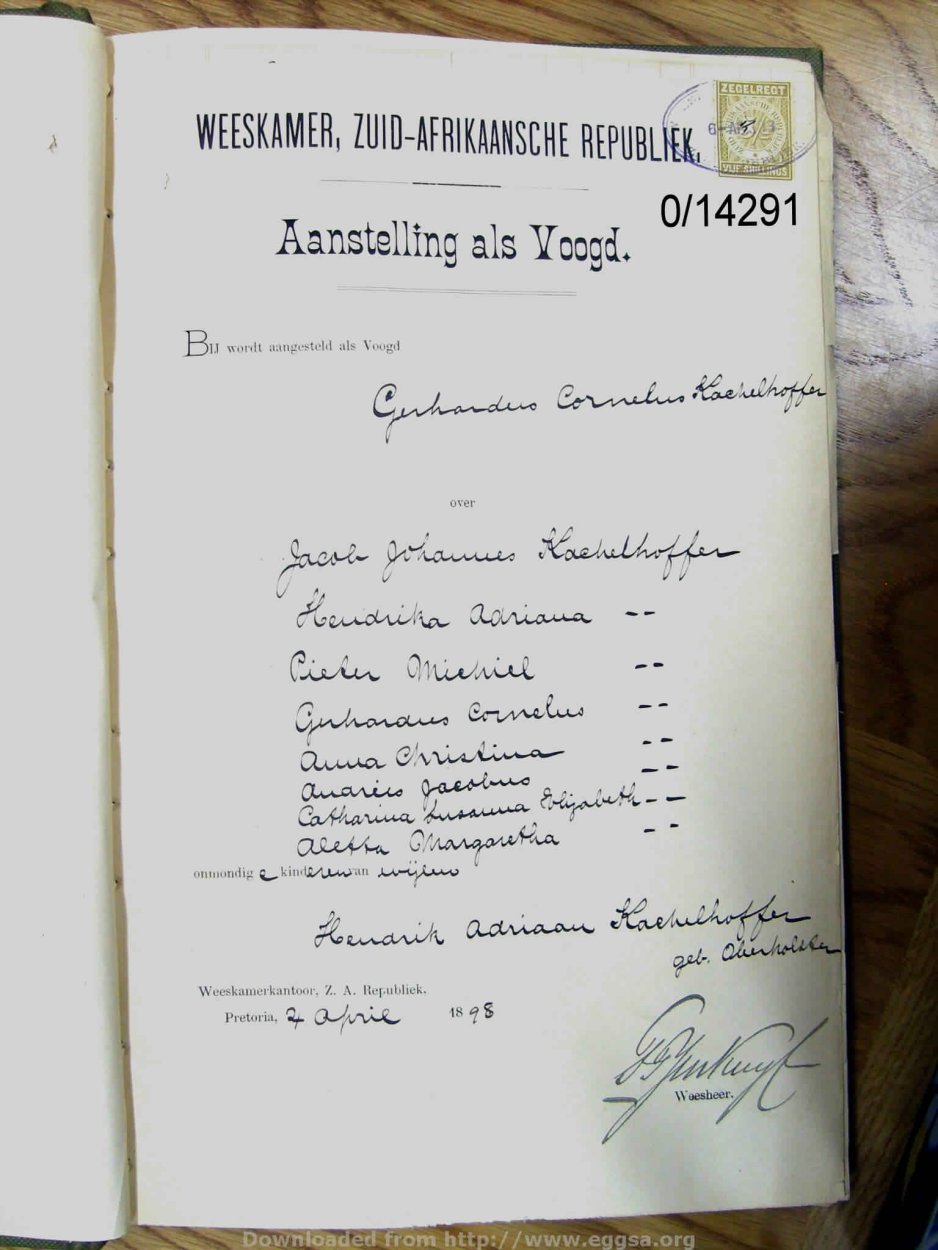 WEESKAMER, ZUID-AFRIKAANSCHE REPUBLIEK,
ZEGELREGT
VIJF SHILLINGS
0/14291
Aanstelling als Voogd.
BIJ wordt aangesteld als Voogd
Gerhardus Cornelus Kachelhoffer
over
Jacob Johannes Kachelhoffer
Hendrika Adriana --
Pieter Michiel --
Gerhardus Cornelus --
Anna Christina --
Andries Jacobus --
Catharina Susanna Elizabeth --
Aletta Margaretha --
onmondige kinderen van wijlen
Hendrik Adriaan Kachelhoffer
geb. Oberholster
Weeskamerkantoor, Z. A. Republiek.
Pretoria, 4 April 1898
Weesheer.
Downloaded from http://www.eggsa.org